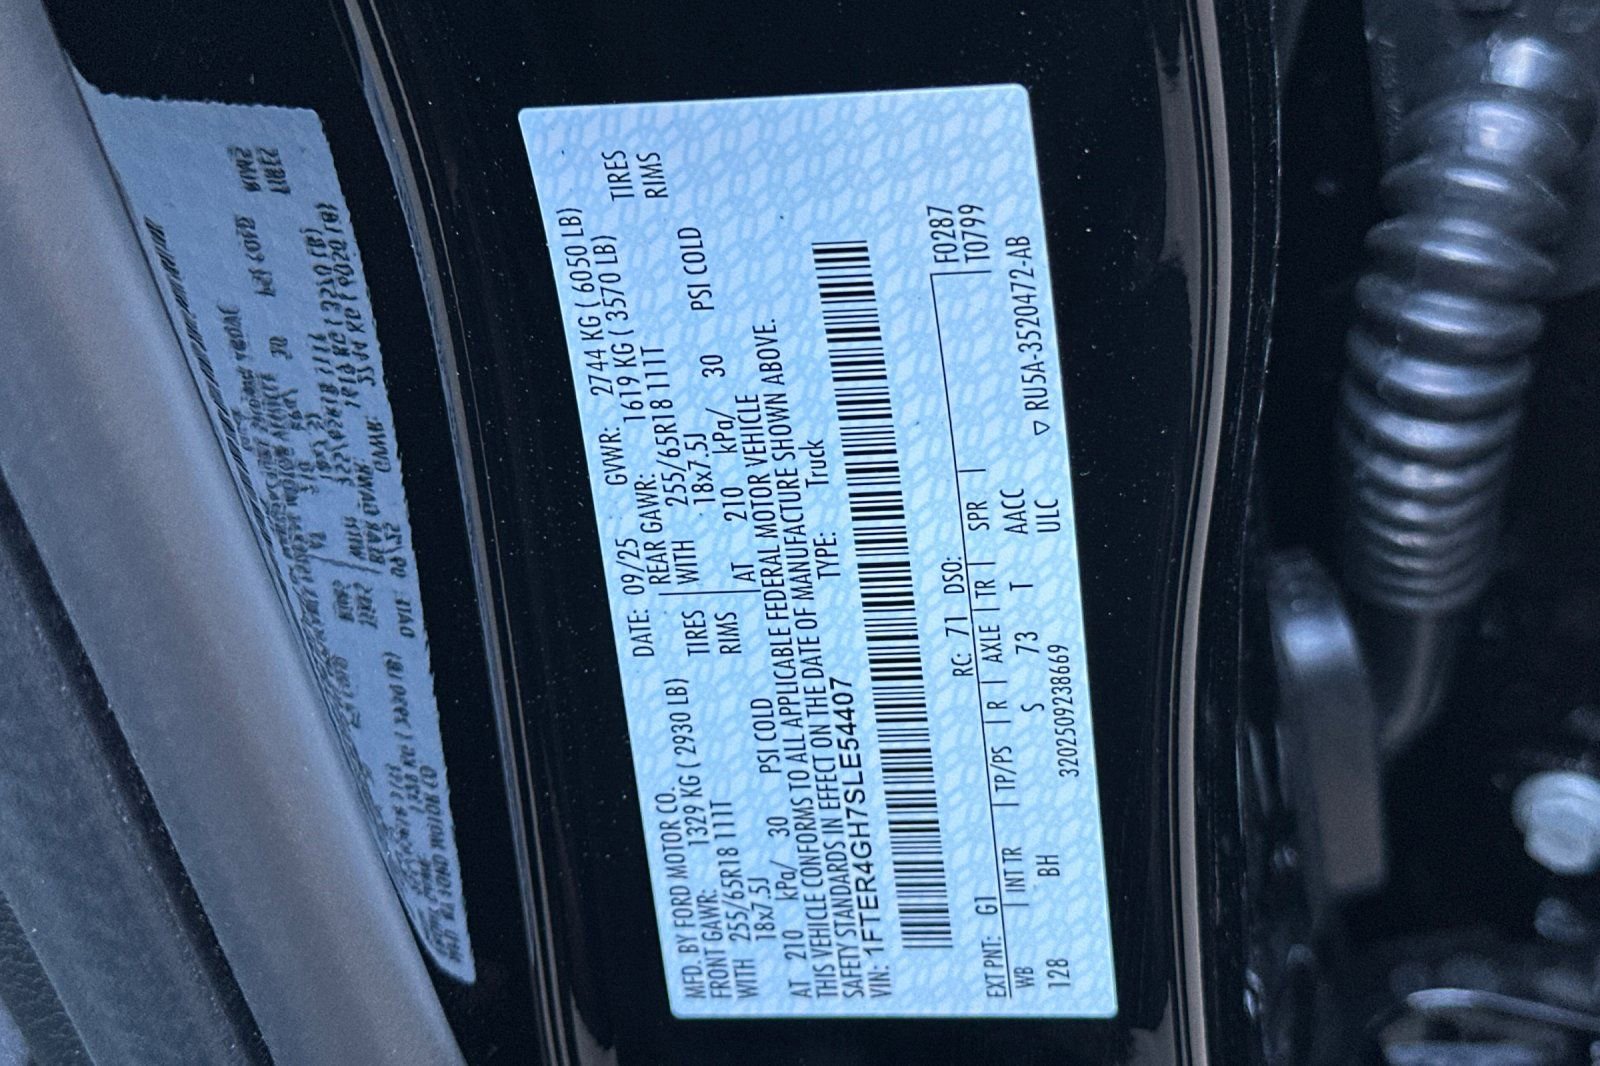 MFD. BY FORD MOTOR CO.
DATE: 09/25 GVWR: 2744 KG ( 6050 LB)
FRONT GAWR: 1329 KG ( 2930 LB)
REAR GAWR: 1619 KG ( 3570 LB)
WITH 255/65R18 111T TIRES
WITH 255/65R18 111T TIRES
18x7.5J RIMS
18x7.5J RIMS
AT 210 kPa/ 30 PSI COLD
AT 210 kPa/ 30 PSI COLD
THIS VEHICLE CONFORMS TO ALL APPLICABLE FEDERAL MOTOR VEHICLE
SAFETY STANDARDS IN EFFECT ON THE DATE OF MANUFACTURE SHOWN ABOVE.
VIN: 1FTER4GH7SLE54407 TYPE: Truck
EXT PNT: G1 RC: 71 DSO: F0287
WB INT TR TP/PS R AXLE TR SPR T0799
128 BH S 73 T AACC
ULC
3202509238669 ▽ RU5A-3520472-AB